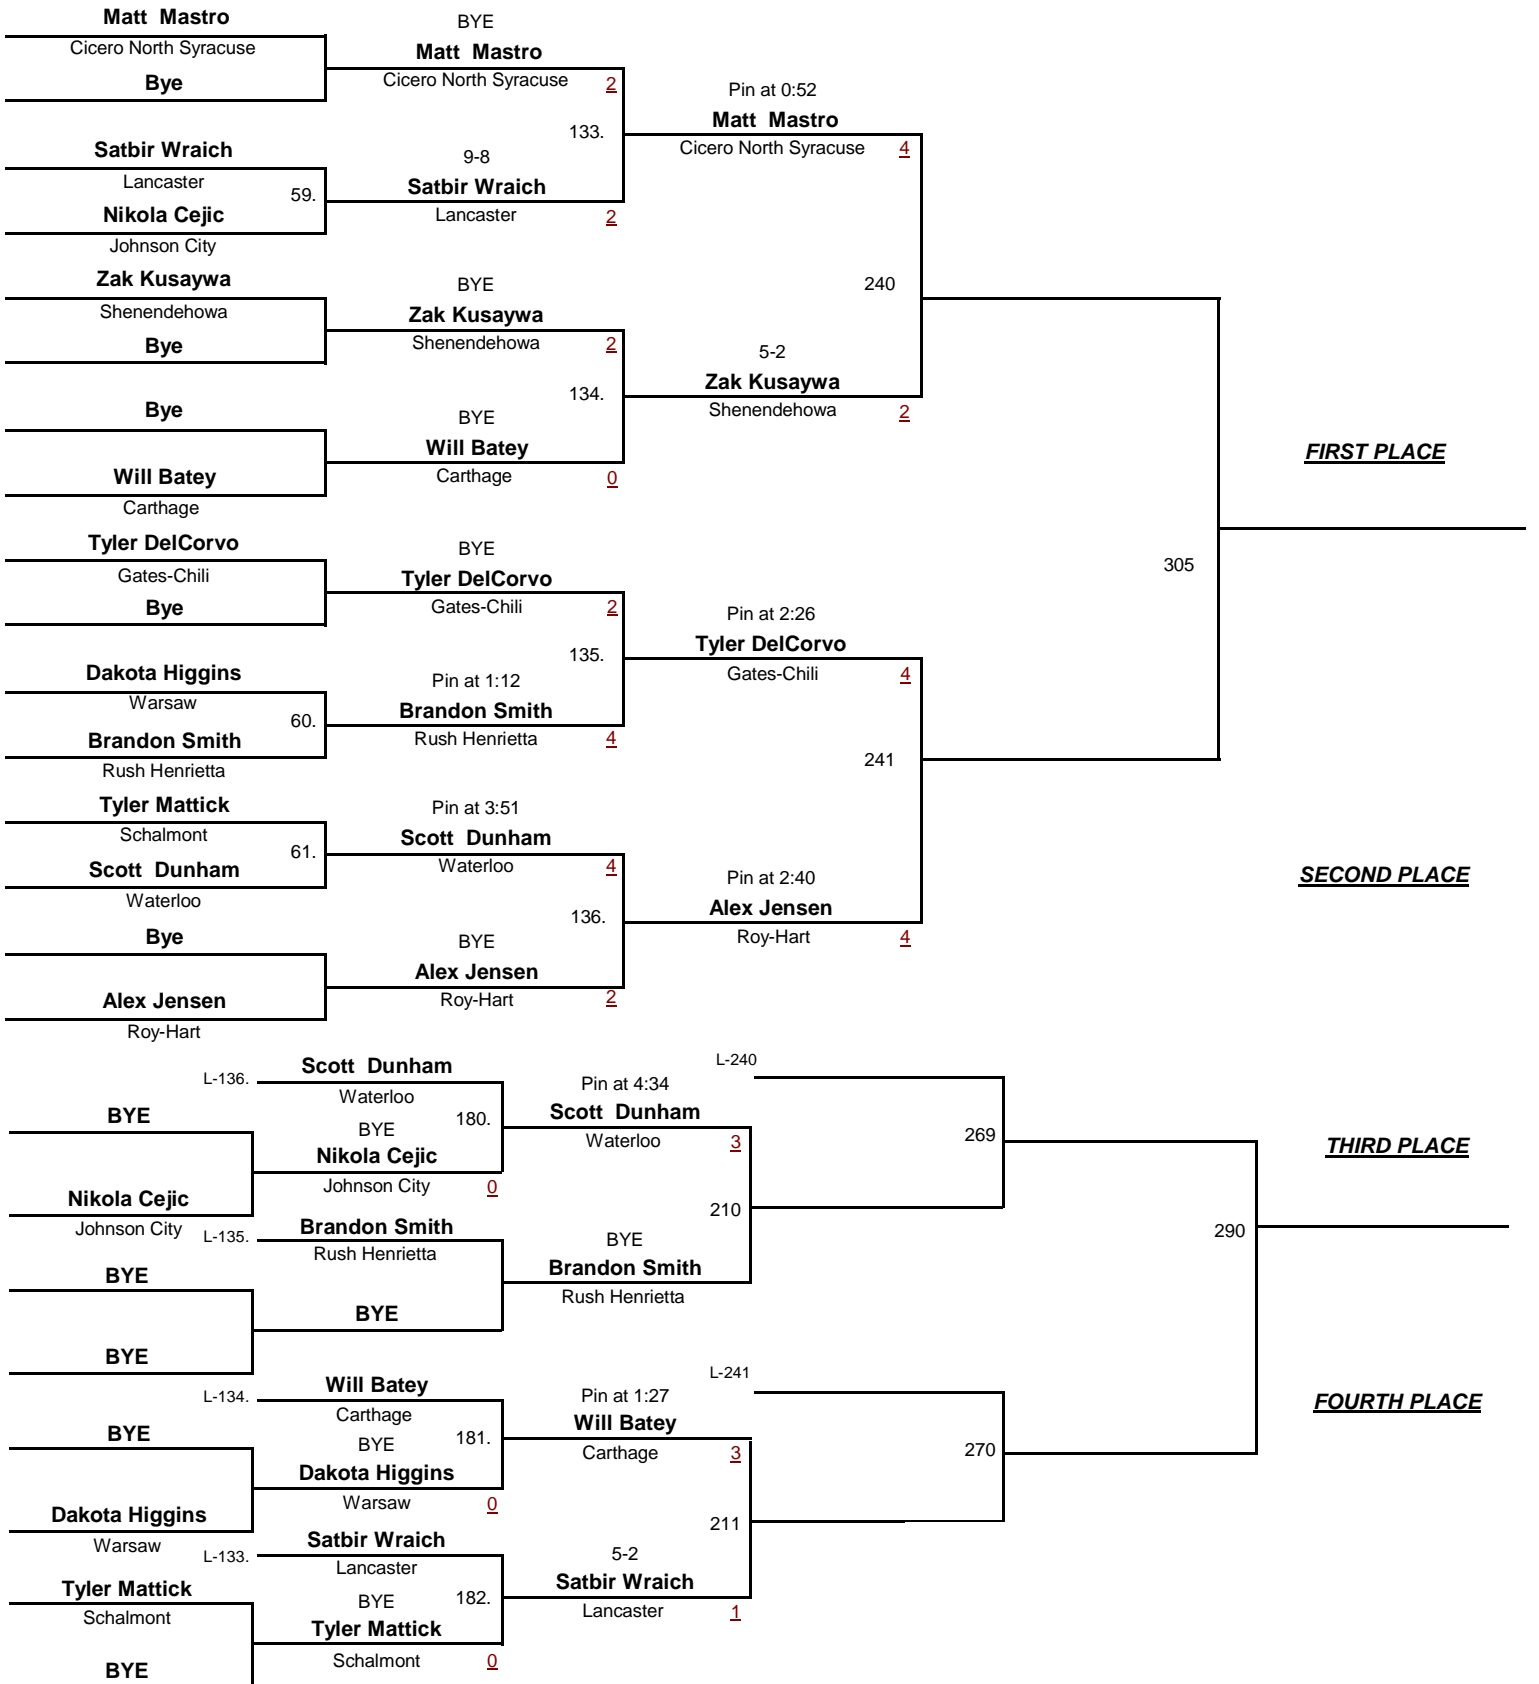 Matt  Mastro
Cicero North Syracuse
Bye
BYE
Matt  Mastro
Cicero North Syracuse
2
Satbir Wraich
Lancaster
59.
Nikola Cejic
Johnson City
9-8
Satbir Wraich
Lancaster
2
133.
Pin at 0:52
Matt  Mastro
Cicero North Syracuse
4
Zak Kusaywa
Shenendehowa
Bye
BYE
Zak Kusaywa
Shenendehowa
2
Bye
Will Batey
Carthage
BYE
Will Batey
Carthage
0
134.
5-2
Zak Kusaywa
Shenendehowa
2
240
FIRST PLACE
Tyler DelCorvo
Gates-Chili
Bye
BYE
Tyler DelCorvo
Gates-Chili
2
Dakota Higgins
Warsaw
60.
Brandon Smith
Rush Henrietta
Pin at 1:12
Brandon Smith
Rush Henrietta
4
135.
Pin at 2:26
Tyler DelCorvo
Gates-Chili
4
305
Tyler Mattick
Schalmont
61.
Scott  Dunham
Waterloo
Pin at 3:51
Scott  Dunham
Waterloo
4
Bye
Alex Jensen
Roy-Hart
BYE
Alex Jensen
Roy-Hart
2
136.
Pin at 2:40
Alex Jensen
Roy-Hart
4
241
SECOND PLACE
L-136.
Scott  Dunham
Waterloo
BYE
Nikola Cejic
Johnson City
BYE
Nikola Cejic
Johnson City
0
180.
Pin at 4:34
Scott  Dunham
Waterloo
3
L-240
L-135.
Brandon Smith
Rush Henrietta
BYE
BYE
BYE
BYE
Brandon Smith
Rush Henrietta
210
269
THIRD PLACE
290
L-134.
Will Batey
Carthage
BYE
Dakota Higgins
Warsaw
BYE
Dakota Higgins
Warsaw
0
181.
Pin at 1:27
Will Batey
Carthage
3
L-241
L-133.
Satbir Wraich
Lancaster
Tyler Mattick
Schalmont
BYE
BYE
Tyler Mattick
Schalmont
0
182.
5-2
Satbir Wraich
Lancaster
1
211
270
FOURTH PLACE